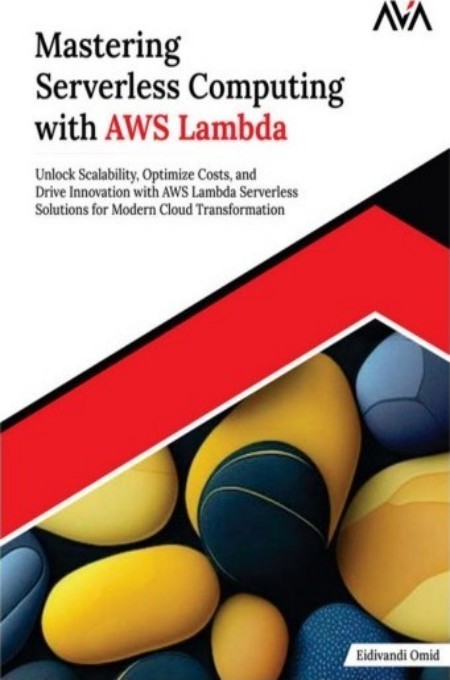 AVA
Mastering
Serverless Computing
with AWS Lambda
Unlock Scalability, Optimize Costs, and
Drive Innovation with AWS Lambda Serverless
Solutions for Modern Cloud Transformation
Eidivandi Omid